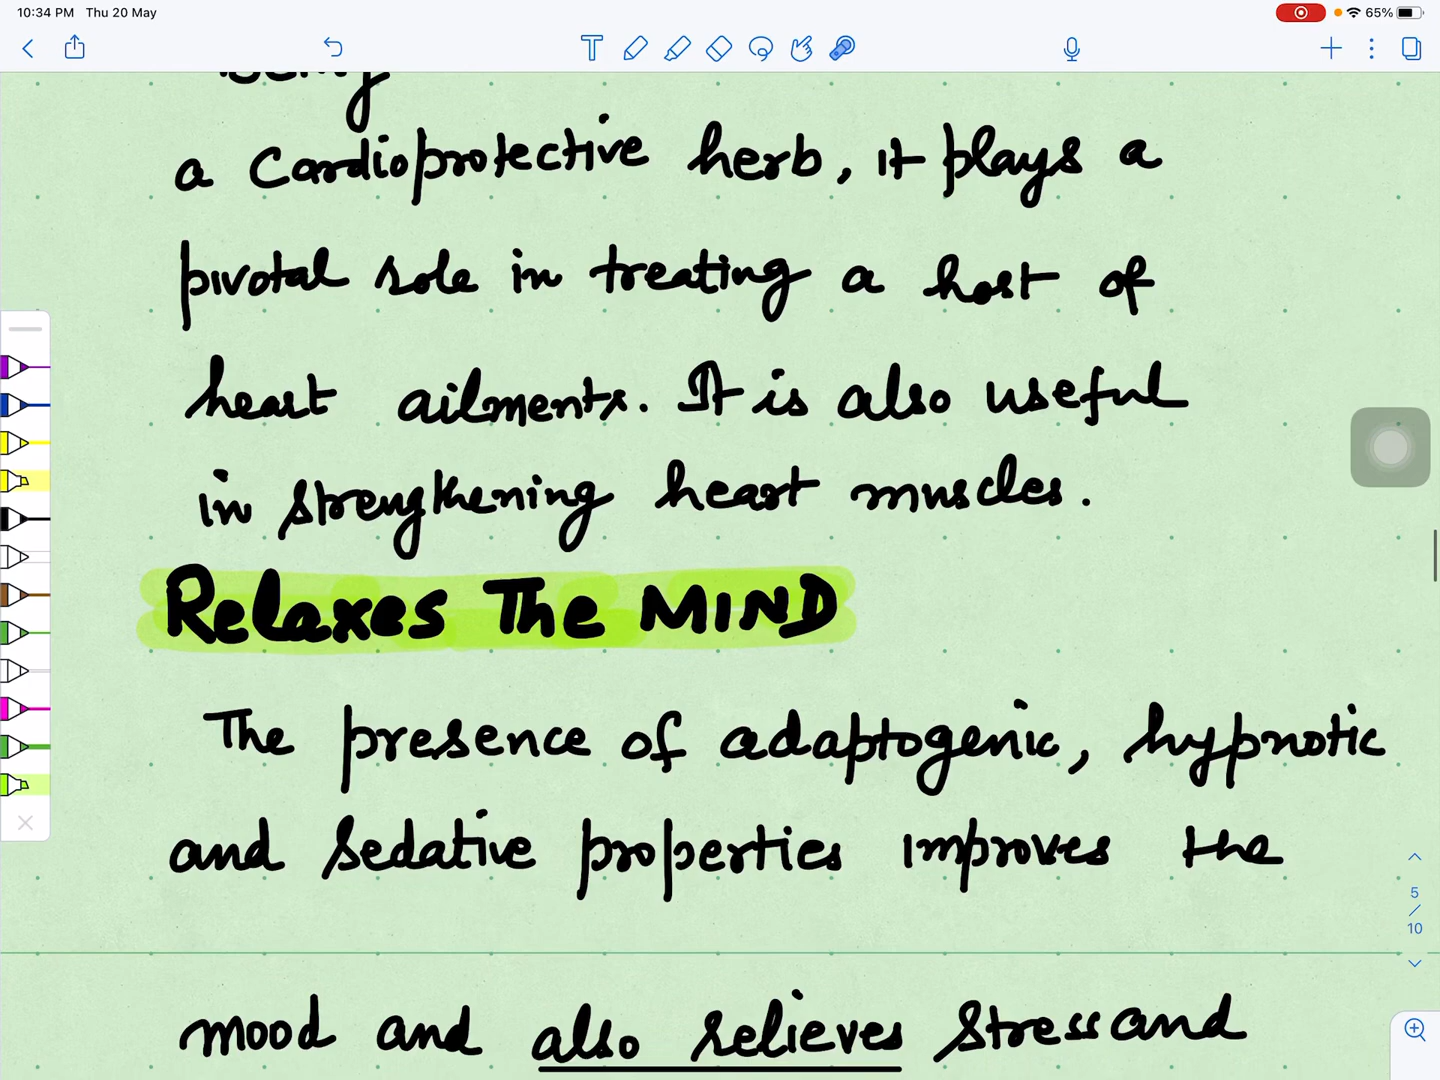 10:34 PM Thu 20 May
65%
Being
a Cardioprotective herb, it plays a
pivotal role in treating a host of
heart ailments. It is also useful
in strengthening heart muscles.
Relaxes The MIND
The presence of adaptogenic, hypnotic
and sedative properties improves the
5
/
10
mood and also relieves stress and